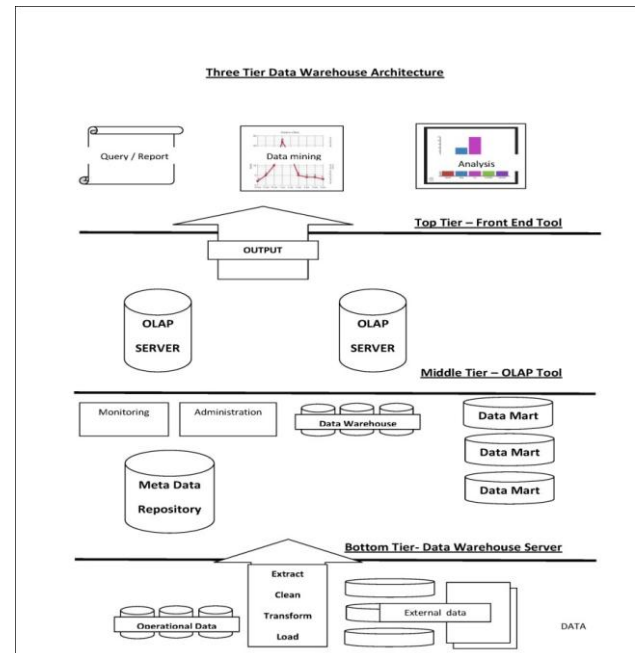 Three Tier Data Warehouse Architecture
Query / Report
Data mining
Analysis
Top Tier – Front End Tool
OUTPUT
OLAP
SERVER
OLAP
SERVER
Middle Tier – OLAP Tool
Monitoring
Administration
Data Warehouse
Data Mart
Data Mart
Data Mart
Meta Data
Repository
Bottom Tier- Data Warehouse Server
Extract
Clean
Transform
Load
Operational Data
External data
DATA